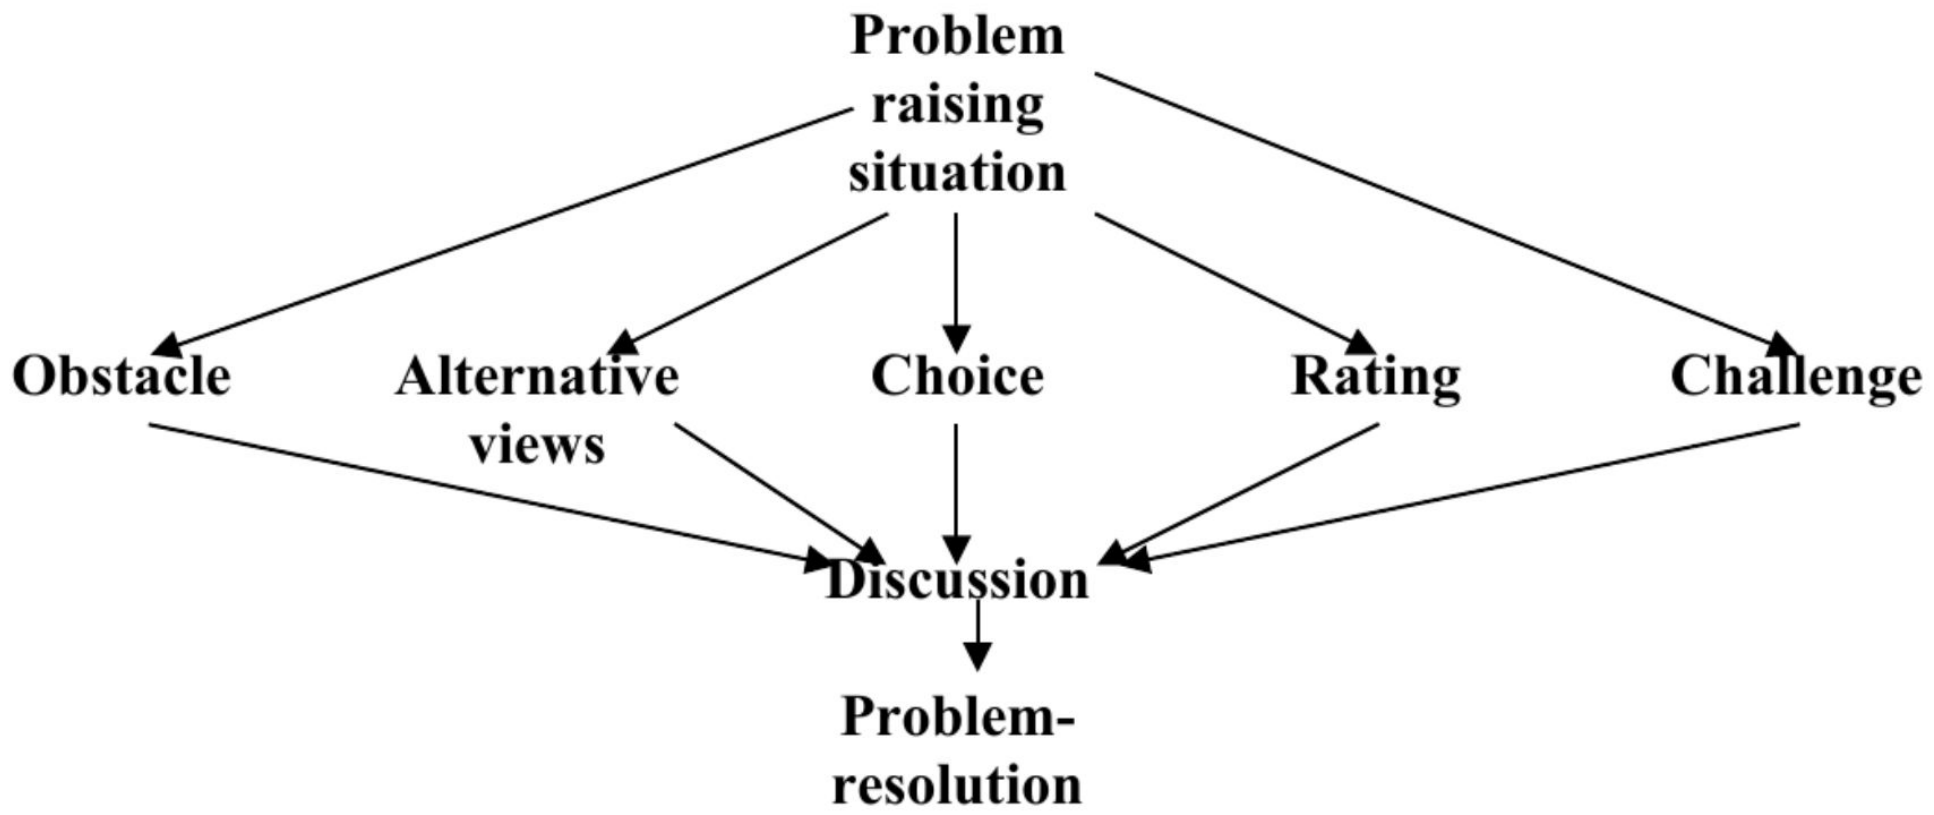 Problem
raising
situation
Obstacle
Alternative
views
Choice
Rating
Challenge
Discussion
Problem-
resolution